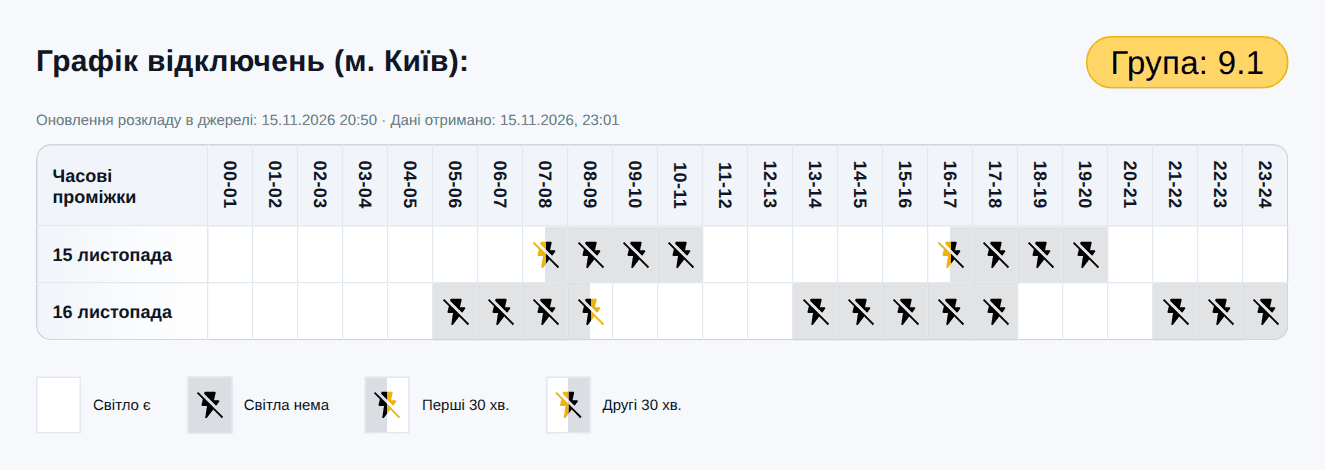 Графік відключень (м. Київ):
Група: 9.1
Оновлення розкладу в джерелі: 15.11.2026 20:50 · Дані отримано: 15.11.2026, 23:01
Часові
проміжки
00-01
01-02
02-03
03-04
04-05
05-06
06-07
07-08
08-09
09-10
10-11
11-12
12-13
13-14
14-15
15-16
16-17
17-18
18-19
19-20
20-21
21-22
22-23
23-24
15 листопада
16 листопада
Світло є
Світла нема
Перші 30 хв.
Другі 30 хв.